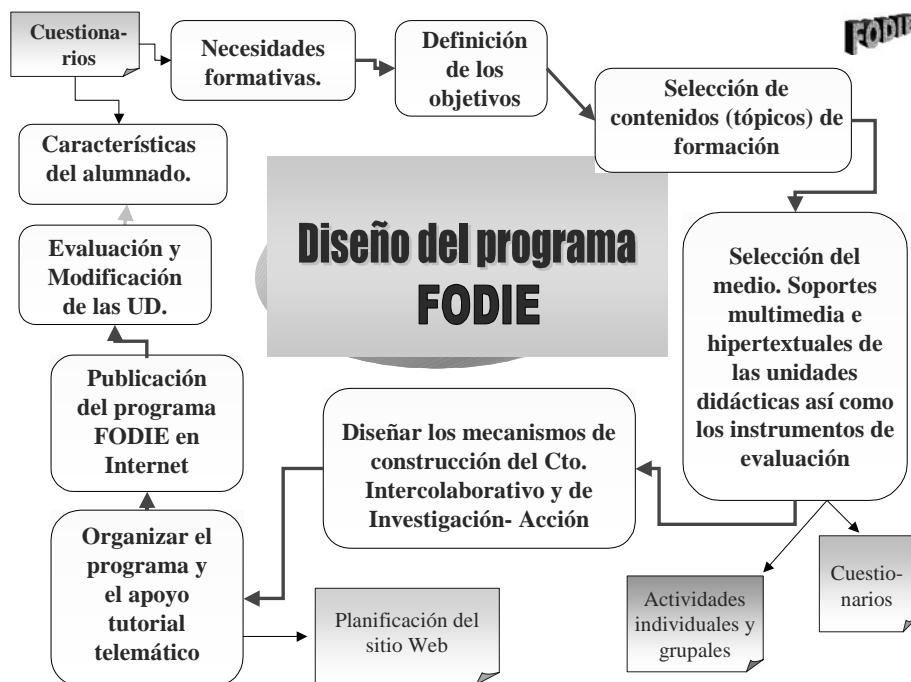 Cuestiona-
rios
Necesidades
formativas.
Definición
de los
objetivos
FODIE
Selección de
contenidos (tópicos) de
formación
Características
del alumnado.
Diseño del programa
FODIE
Evaluación y
Modificación
de las UD.
Selección del
medio. Soportes
multimedia e
hipertextuales de
las unidades
didácticas así como
los instrumentos de
evaluación
Publicación
del programa
FODIE en
Internet
Diseñar los mecanismos de
construcción del Cto.
Intercolaborativo y de
Investigación- Acción
Organizar el
programa y
el apoyo
tutorial
telemático
Planificación del
sitio Web
Actividades
individuales y
grupales
Cuestio-
narios